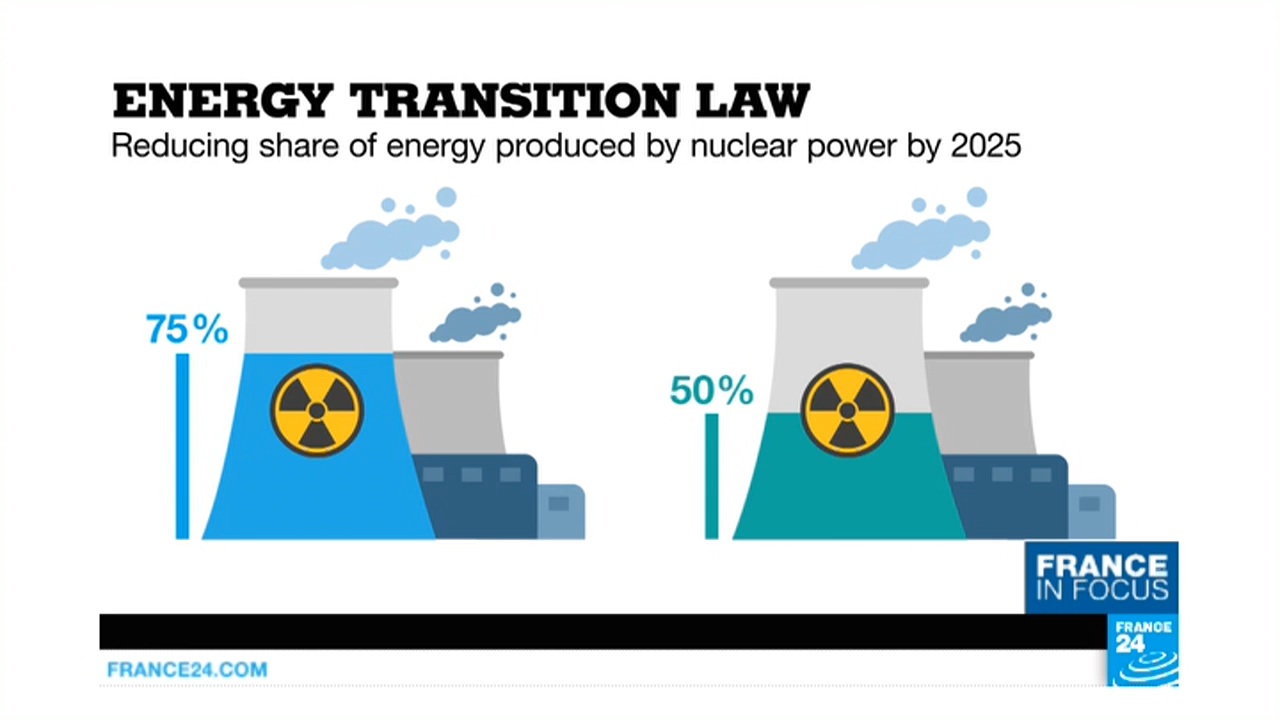 ENERGY TRANSITION LAW
Reducing share of energy produced by nuclear power by 2025
75%
50%
FRANCE
IN FOCUS
FRANCE
24
FRANCE24.COM